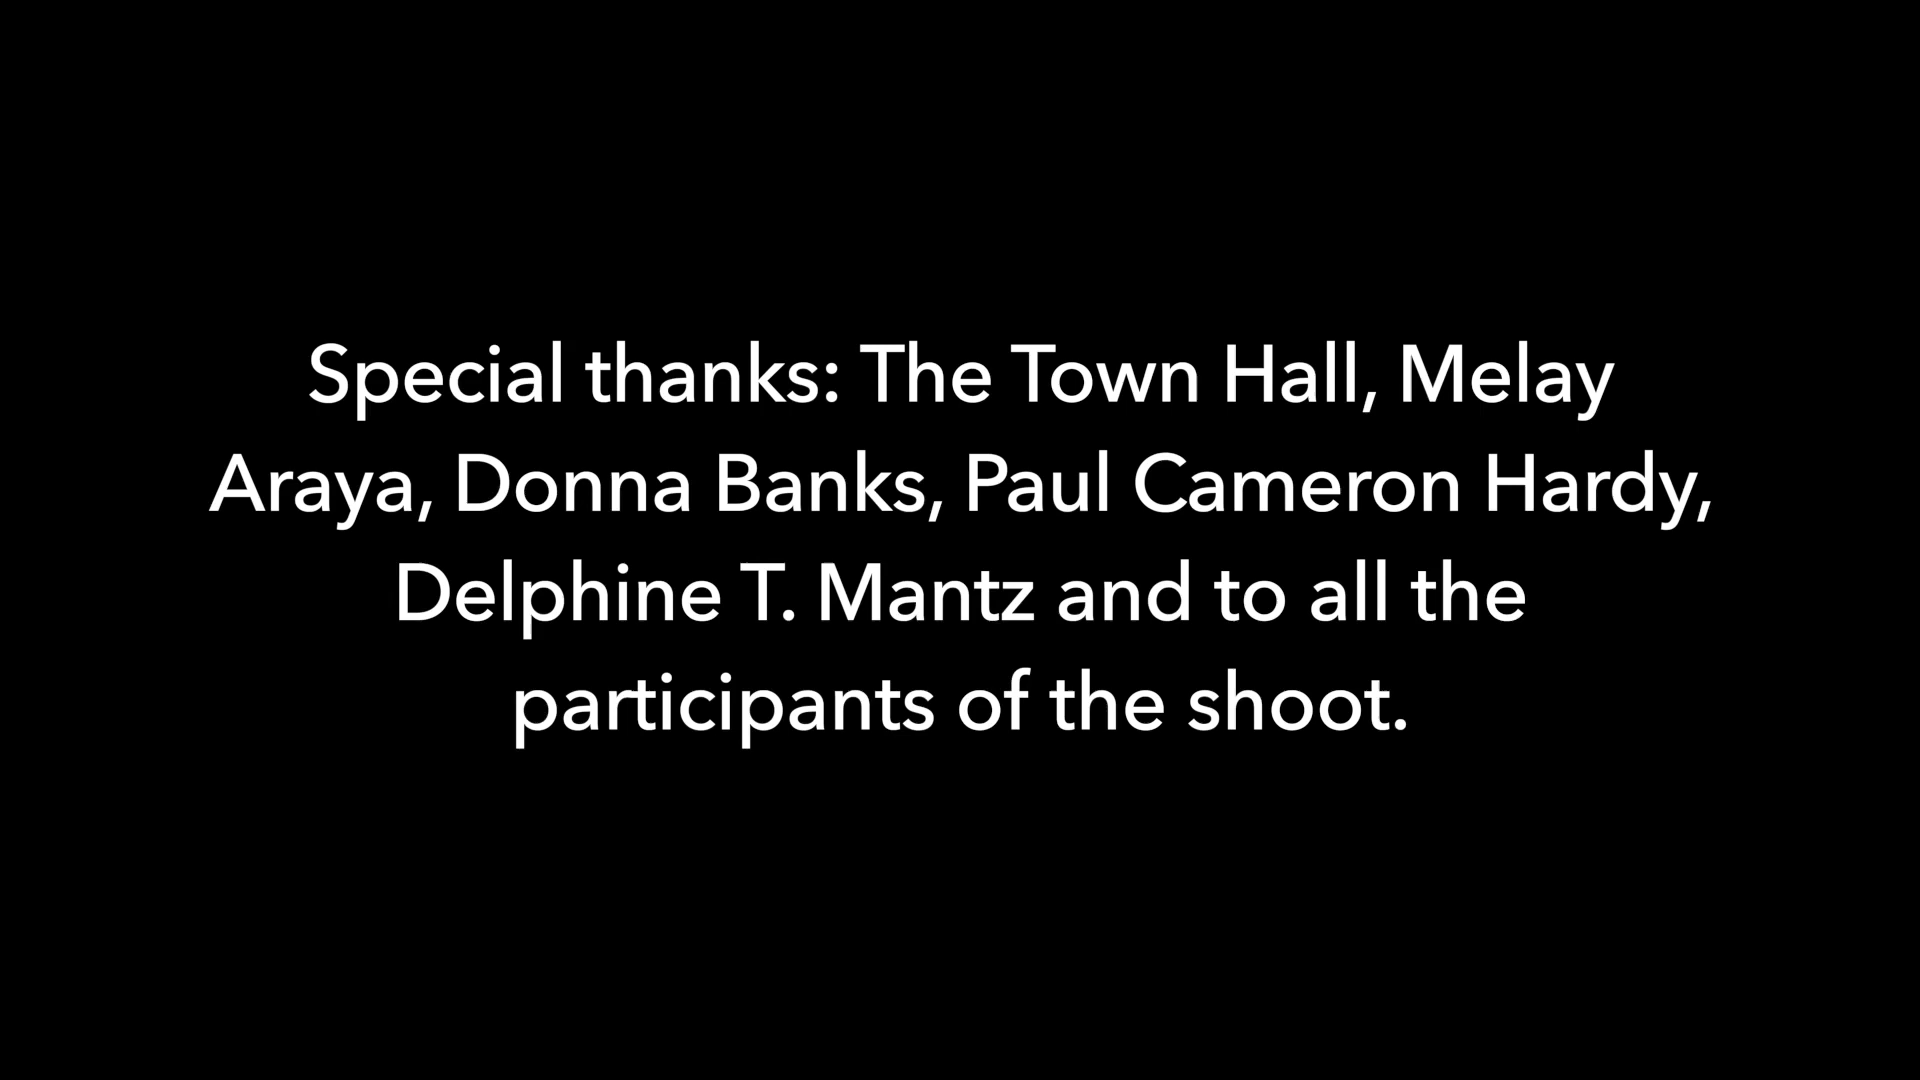 Special thanks: The Town Hall, Melay
Araya, Donna Banks, Paul Cameron Hardy,
Delphine T. Mantz and to all the
participants of the shoot.